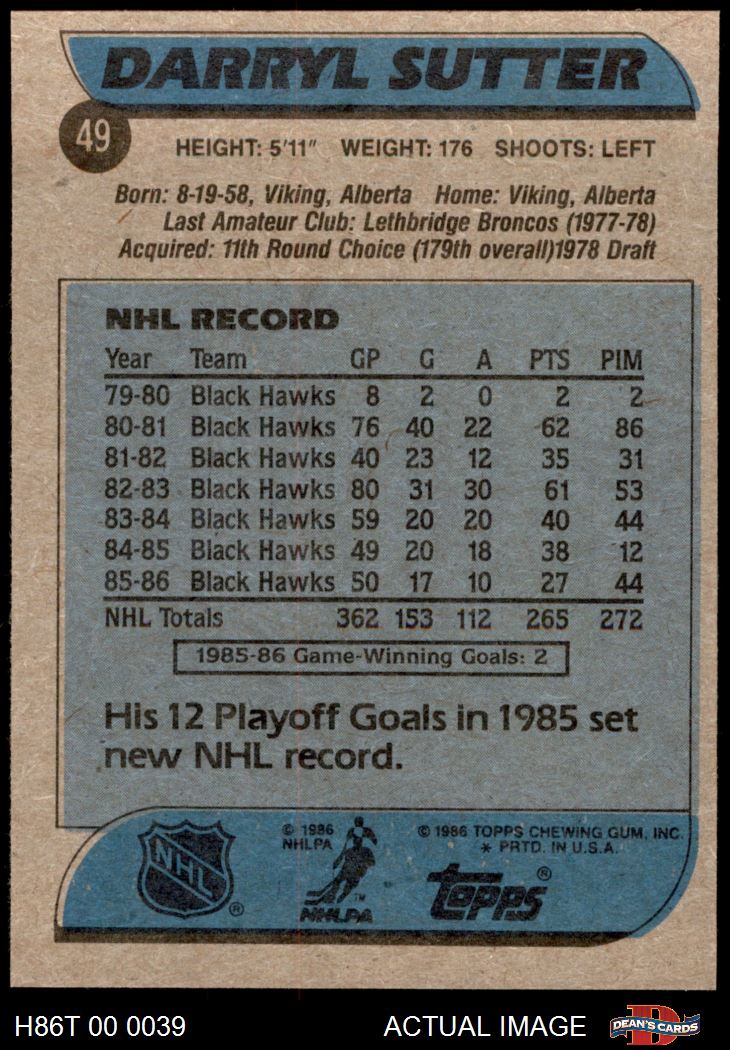 DARRYL SUTTER
49
HEIGHT: 5'11" WEIGHT: 176 SHOOTS: LEFT
Born: 8-19-58, Viking, Alberta Home: Viking, Alberta
Last Amateur Club: Lethbridge Broncos (1977-78)
Acquired: 11th Round Choice (179th overall)1978 Draft
NHL RECORD
Year Team GP G A PTS PIM
79-80 Black Hawks 8 2 0 2 2
80-81 Black Hawks 76 40 22 62 86
81-82 Black Hawks 40 23 12 35 31
82-83 Black Hawks 80 31 30 61 53
83-84 Black Hawks 59 20 20 40 44
84-85 Black Hawks 49 20 18 38 12
85-86 Black Hawks 50 17 10 27 44
NHL Totals 362 153 112 265 272
1985-86 Game-Winning Goals: 2
His 12 Playoff Goals in 1985 set
new NHL record.
NHL ®
© 1986
NHLPA
NHLPA ™
© 1986 TOPPS CHEWING GUM, INC.
* PRTD. IN U.S.A.
topps ®
H86T 00 0039 ACTUAL IMAGE
D
DEAN'S CARDS